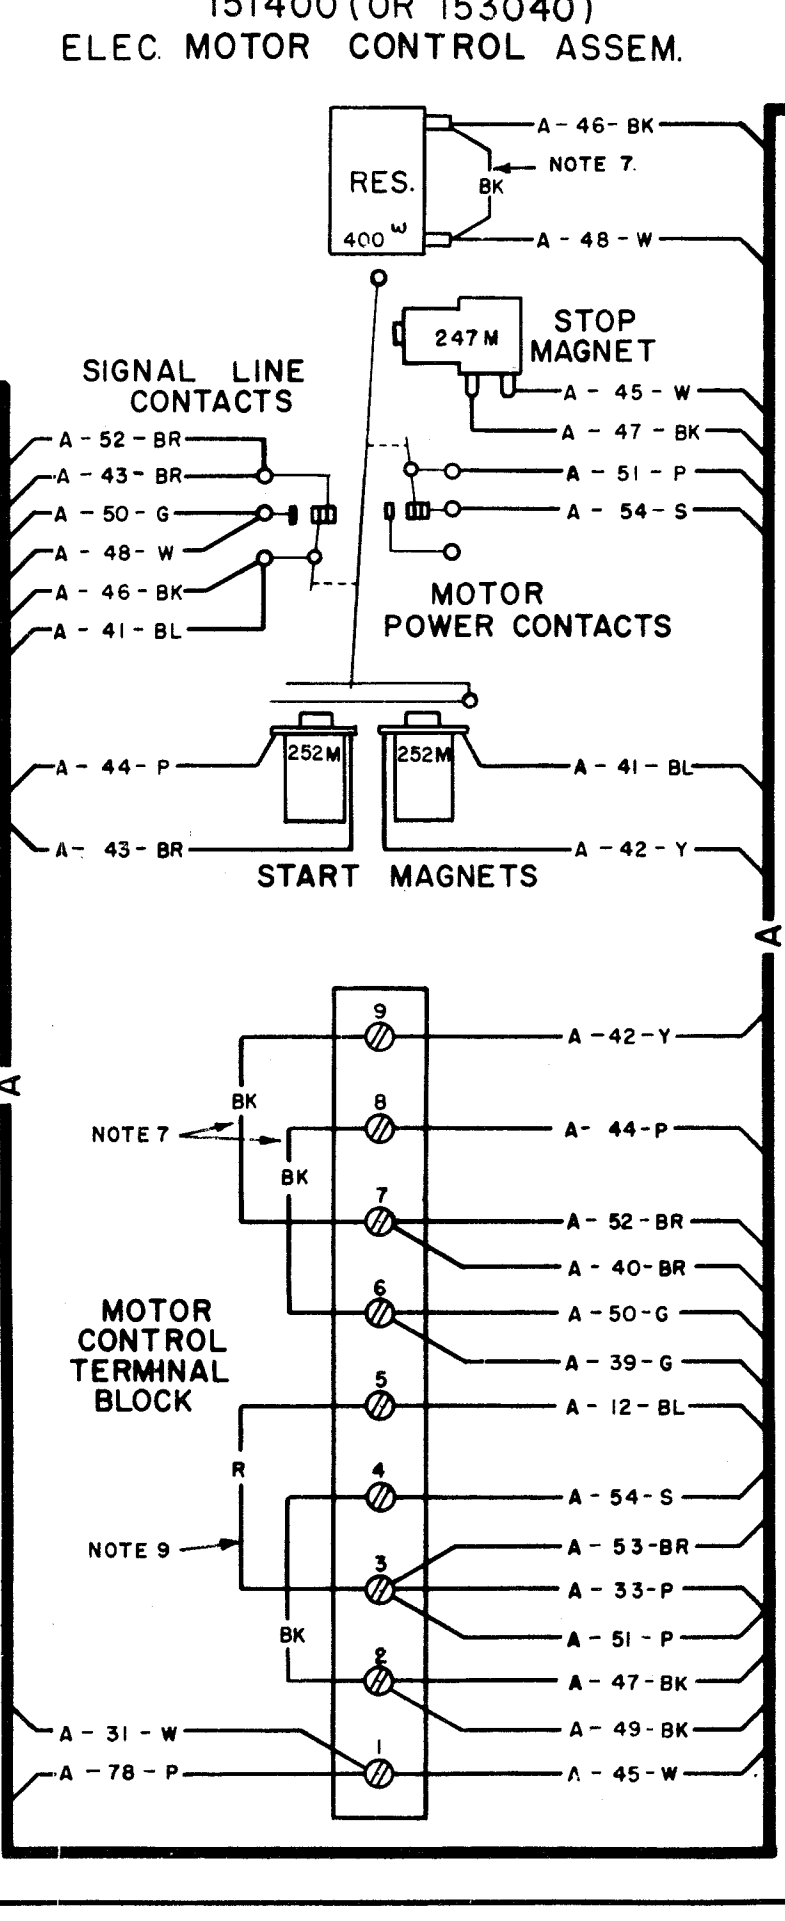 151400 (OR 153040)
ELEC. MOTOR CONTROL ASSEM.
A - 46 - BK
RES.
NOTE 7.
BK
400 ω
A - 48 - W
STOP
MAGNET
247 M
SIGNAL LINE
CONTACTS
A - 45 - W
A - 47 - BK
A - 52 - BR
A - 43 - BR
A - 51 - P
A - 50 - G
A - 54 - S
A - 48 - W
A - 46 - BK
MOTOR
POWER CONTACTS
A - 41 - BL
252M
252M
A - 44 - P
A - 41 - BL
A - 43 - BR
A - 42 - Y
START MAGNETS
A
9
A - 42 - Y
A
BK
8
NOTE 7
A - 44 - P
BK
7
A - 52 - BR
A - 40 - BR
6
MOTOR
CONTROL
TERMINAL
BLOCK
A - 50 - G
A - 39 - G
5
A - 12 - BL
R
4
A - 54 - S
NOTE 9
A - 53 - BR
3
A - 33 - P
BK
A - 51 - P
2
A - 47 - BK
A - 31 - W
A - 49 - BK
1
A - 78 - P
A - 45 - W